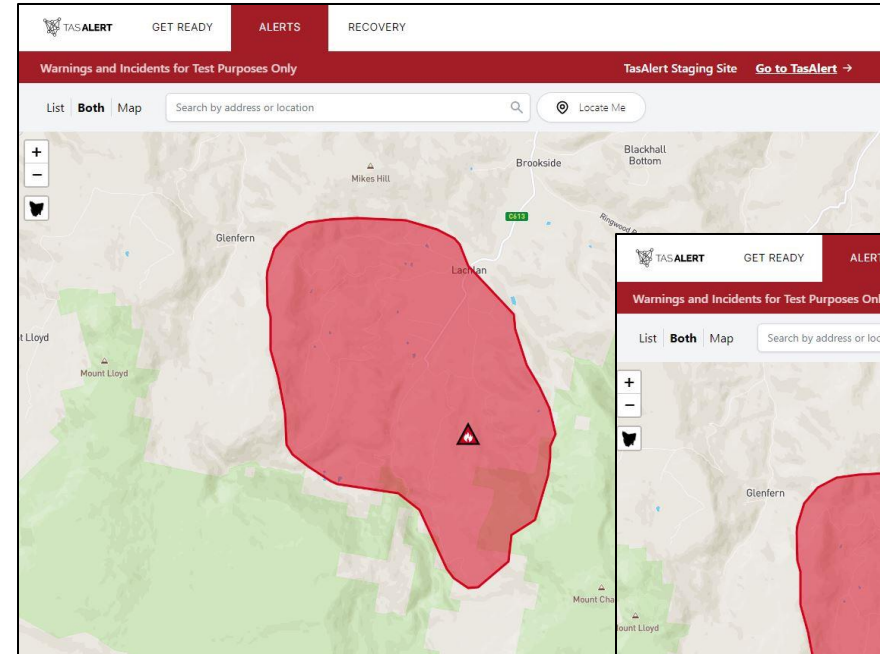 TASALERT GET READY ALERTS RECOVERY
Warnings and Incidents for Test Purposes Only TasAlert Staging Site Go to TasAlert →
List Both Map Search by address or location Locate Me
+
−
Mikes Hill
Brookside
Blackhall
Bottom
C613
Glenfern
Lachlan
t Lloyd
Mount Lloyd
Mount Cha
TASALERT GET READY ALERT
Warnings and Incidents for Test Purposes Onl
List Both Map Search by address or loc
+
−
Glenfern
Mount Lloyd